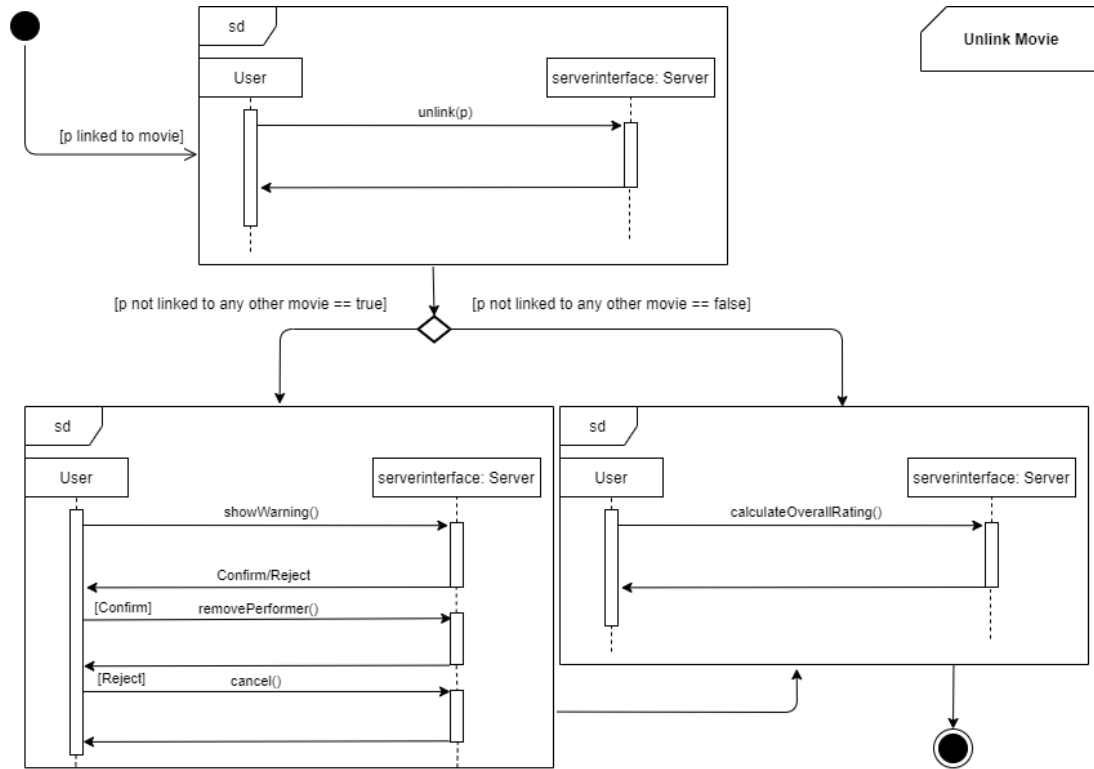 sd
Unlink Movie
User
serverinterface: Server
unlink(p)
[p linked to movie]
[p not linked to any other movie == true]
[p not linked to any other movie == false]
sd
User
serverinterface: Server
showWarning()
Confirm/Reject
[Confirm]
removePerformer()
[Reject]
cancel()
sd
User
serverinterface: Server
calculateOverallRating()